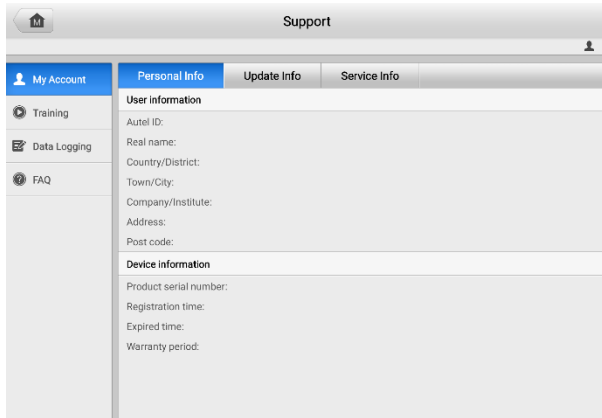 M
Support
My Account
Training
Data Logging
FAQ
Personal Info
Update Info
Service Info
User information
Autel ID:
Real name:
Country/District:
Town/City:
Company/Institute:
Address:
Post code:
Device information
Product serial number:
Registration time:
Expired time:
Warranty period: